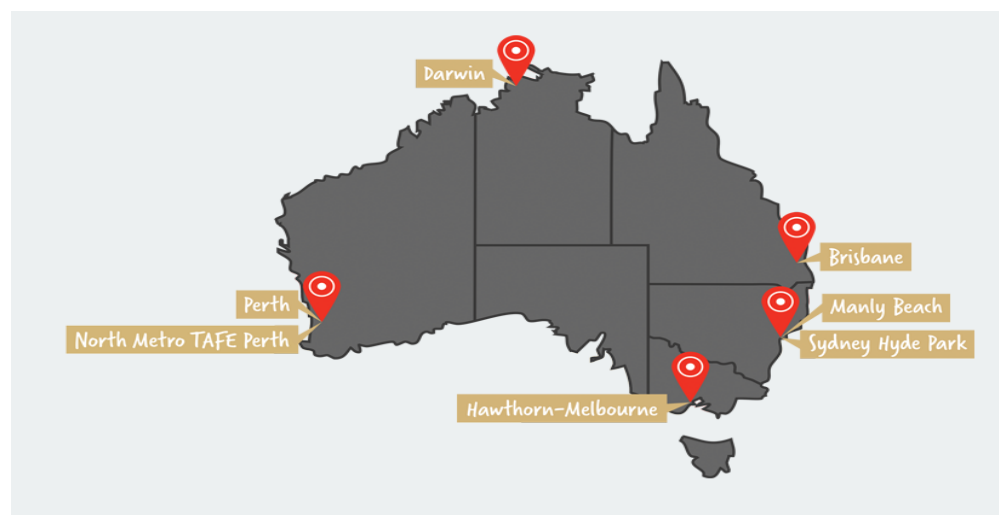 Darwin
Brisbane
Perth
Manly Beach
North Metro TAFE Perth
Sydney Hyde Park
Hawthorn-Melbourne